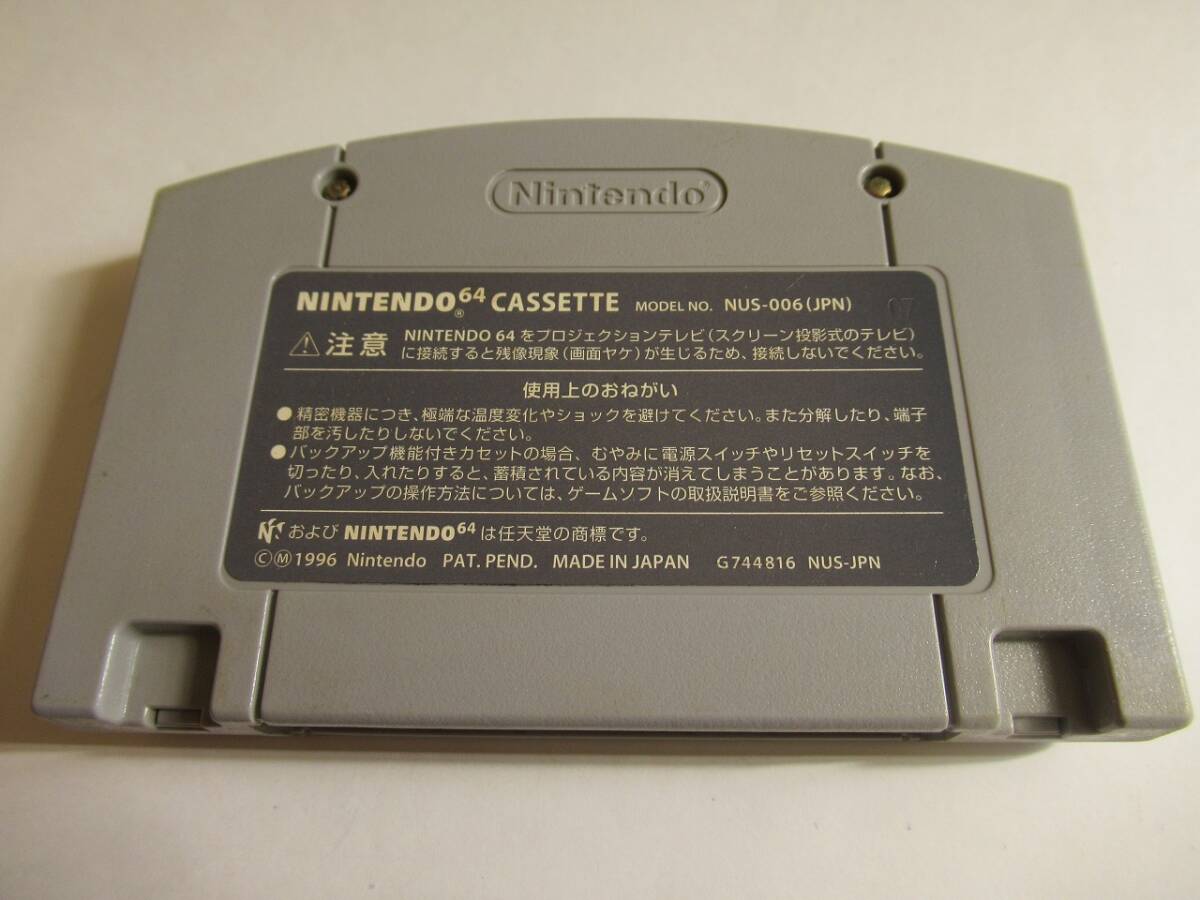 Nintendo®
NINTENDO®64 CASSETTE MODEL NO. NUS-006(JPN) 07
⚠注意 NINTENDO 64 をプロジェクションテレビ(スクリーン投影式のテレビ)
に接続すると残像現象(画面ヤケ)が生じるため、接続しないでください。
使用上のおねがい
●精密機器につき、極端な温度変化やショックを避けてください。また分解したり、端子
部を汚したりしないでください。
●バックアップ機能付きカセットの場合、むやみに電源スイッチやリセットスイッチを
切ったり、入れたりすると、蓄積されている内容が消えてしまうことがあります。なお、
バックアップの操作方法については、ゲームソフトの取扱説明書をご参照ください。
および NINTENDO64 は任天堂の商標です。
©Ⓜ1996 Nintendo PAT. PEND. MADE IN JAPAN G744816 NUS-JPN